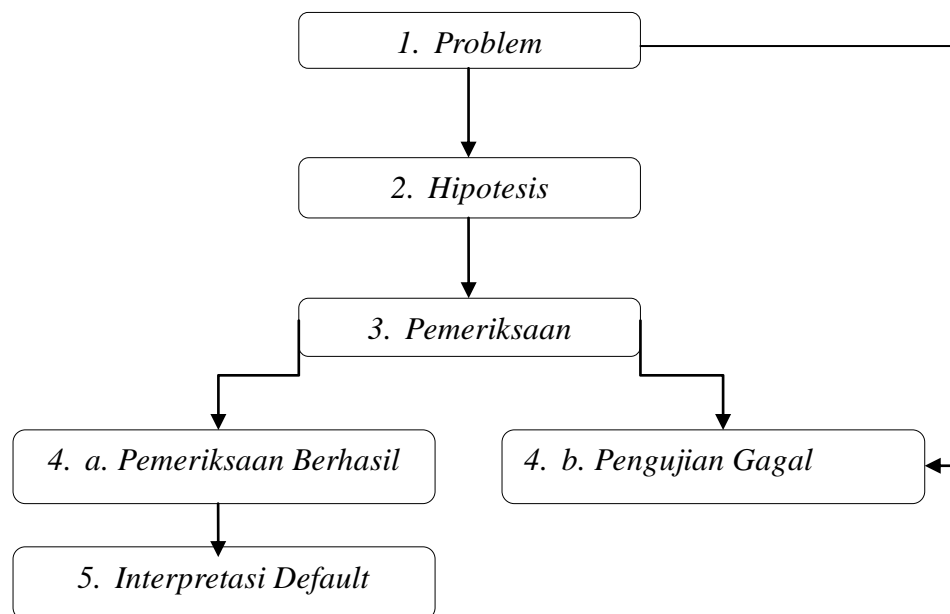 1. Problem
2. Hipotesis
3. Pemeriksaan
4. a. Pemeriksaan Berhasil
4. b. Pengujian Gagal
5. Interpretasi Default